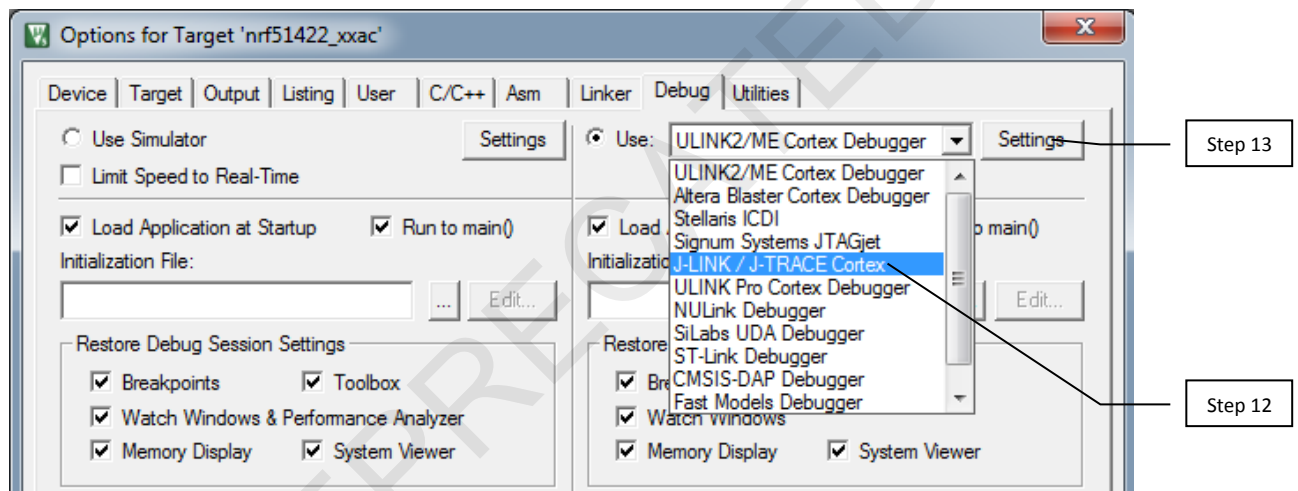 Options for Target 'nrf51422_xxac'
Device Target Output Listing User C/C++ Asm Linker Debug Utilities
Use Simulator Settings Use: ULINK2/ME Cortex Debugger Settings
Step 13
Limit Speed to Real-Time
ULINK2/ME Cortex Debugger
Altera Blaster Cortex Debugger
Stellaris ICDI
Load Application at Startup Run to main() Load Signum Systems JTAGjet o main()
Initialization File: Initializatio J-LINK / J-TRACE Cortex
ULINK Pro Cortex Debugger
... Edit... NULink Debugger Edit...
SiLabs UDA Debugger
Restore Debug Session Settings Restore ST-Link Debugger
Breakpoints Toolbox Bre CMSIS-DAP Debugger
Fast Models Debugger
Step 12
Watch Windows & Performance Analyzer Watch Windows
Memory Display System Viewer Memory Display System Viewer
EPRECATED